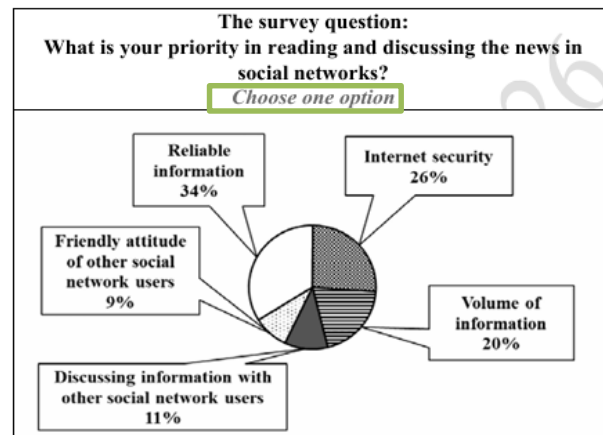 The survey question:
What is your priority in reading and discussing the news in
social networks?
Choose one option
Reliable
information
34%
Internet security
26%
Friendly attitude
of other social
network users
9%
Volume of
information
20%
Discussing information with
other social network users
11%